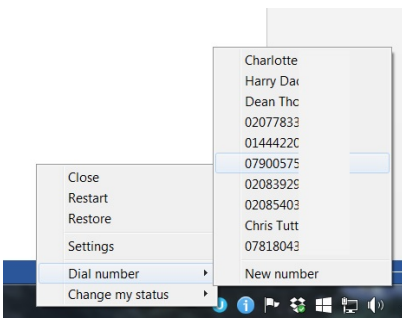 Charlotte
Harry Dac
Dean Tho
02077833
01444220
07900575
02083929
02085403
Chris Tutt
07818043
New number
Close
Restart
Restore
Settings
Dial number
Change my status